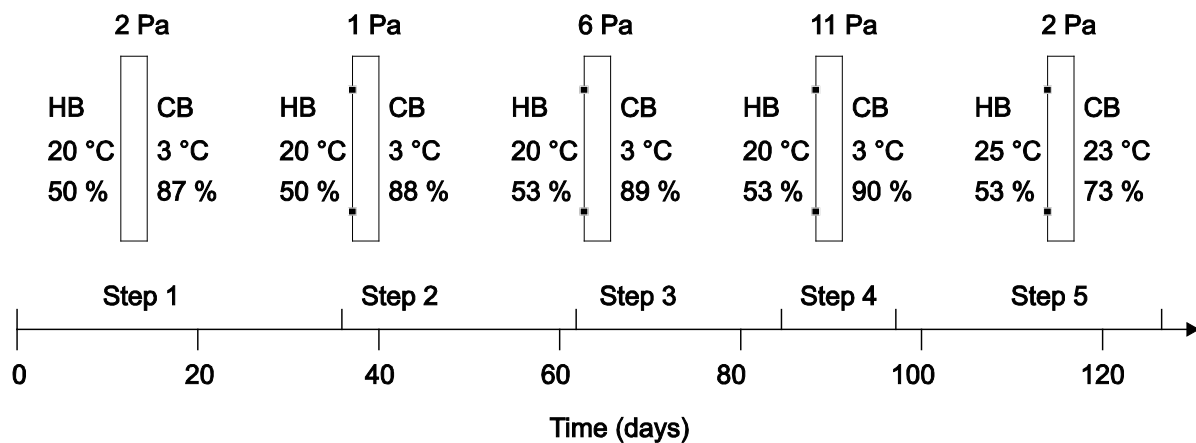 2 Pa 1 Pa 6 Pa 11 Pa 2 Pa
HB CB HB CB HB CB HB CB HB CB
20 °C 3 °C 20 °C 3 °C 20 °C 3 °C 20 °C 3 °C 25 °C 23 °C
50 % 87 % 50 % 88 % 53 % 89 % 53 % 90 % 53 % 73 %
Step 1 Step 2 Step 3 Step 4 Step 5
0 20 40 60 80 100 120
Time (days)